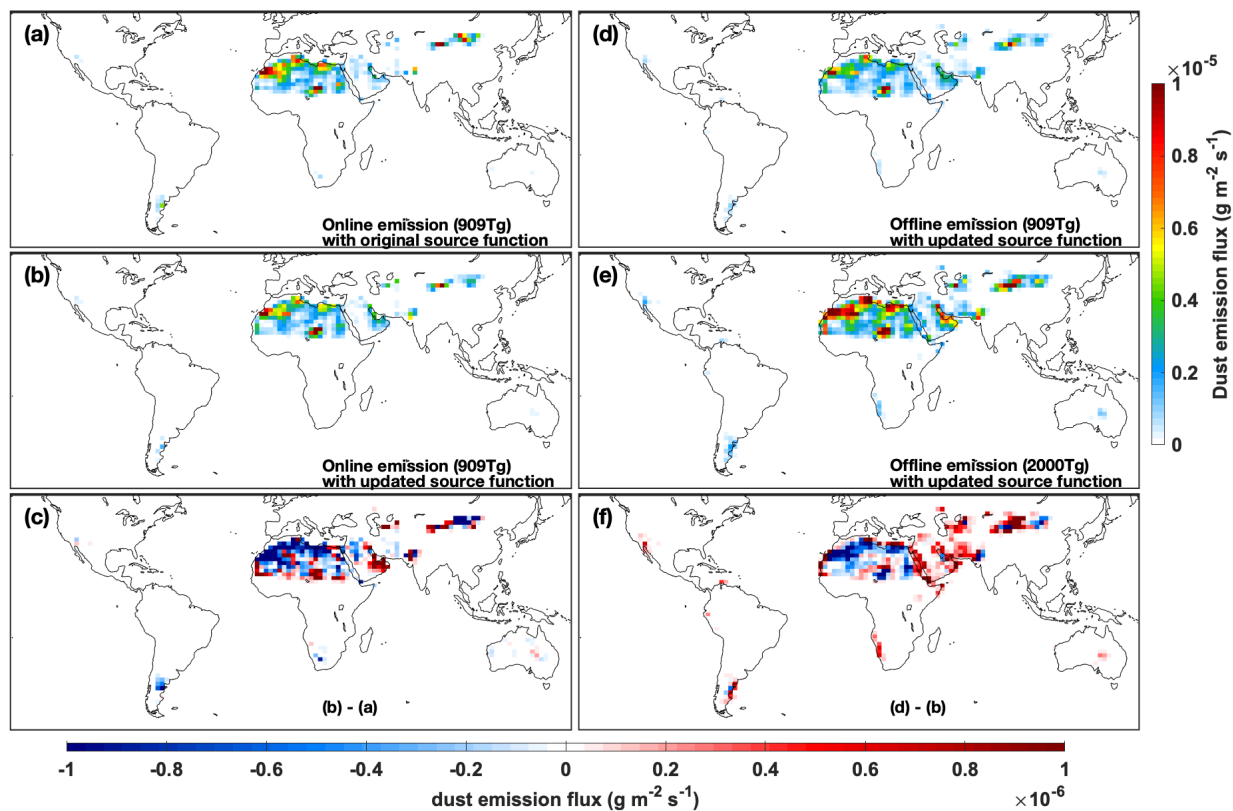 (a)
Online emission (909Tg)
with original source function
(d)
Offline emission (909Tg)
with updated source function
(b)
Online emission (909Tg)
with updated source function
(e)
Offline emission (2000Tg)
with updated source function
(c)
(b) - (a)
(f)
(d) - (b)
×10⁻⁵
1
0.8
0.6
0.4
0.2
0
Dust emission flux (g m⁻² s⁻¹)
-1
-0.8
-0.6
-0.4
-0.2
0
0.2
0.4
0.6
0.8
1
dust emission flux (g m⁻² s⁻¹)
×10⁻⁶